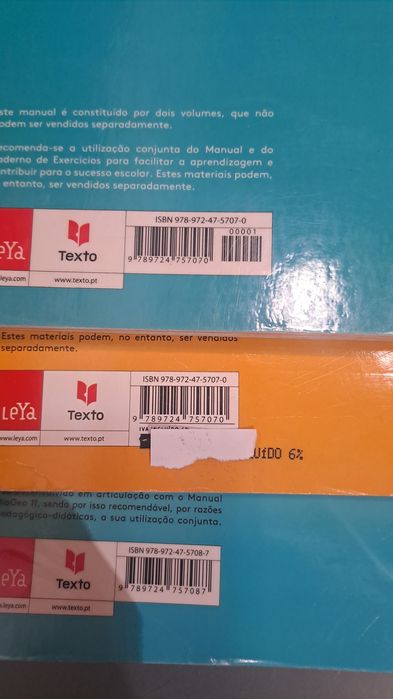 ste manual é constituído por dois volumes, que não
odem ser vendidos separadamente.
ecomenda-se a utilização conjunta do Manual e do
aderno de Exercícios para facilitar a aprendizagem e
ontribuir para o sucesso escolar. Estes materiais podem,
entanto, ser vendidos separadamente.
eYa
leya.com
Texto
www.texto.pt
ISBN 978-972-47-5707-0
00001
9 789724 757070
Estes materiais podem, no entanto, ser vendidos
separadamente.
LeYa
www.leya.com
Texto
www.texto.pt
ISBN 978-972-47-5707-0
9 789724 757070
UíDO 6%
em articulação com o Manual
11, sendo por isso recomendável, por razões
edagógico-didáticas, a sua utilização conjunta.
eYa
leya.com
Texto
www.texto.pt
ISBN 978-972-47-5708-7
9 789724 757087